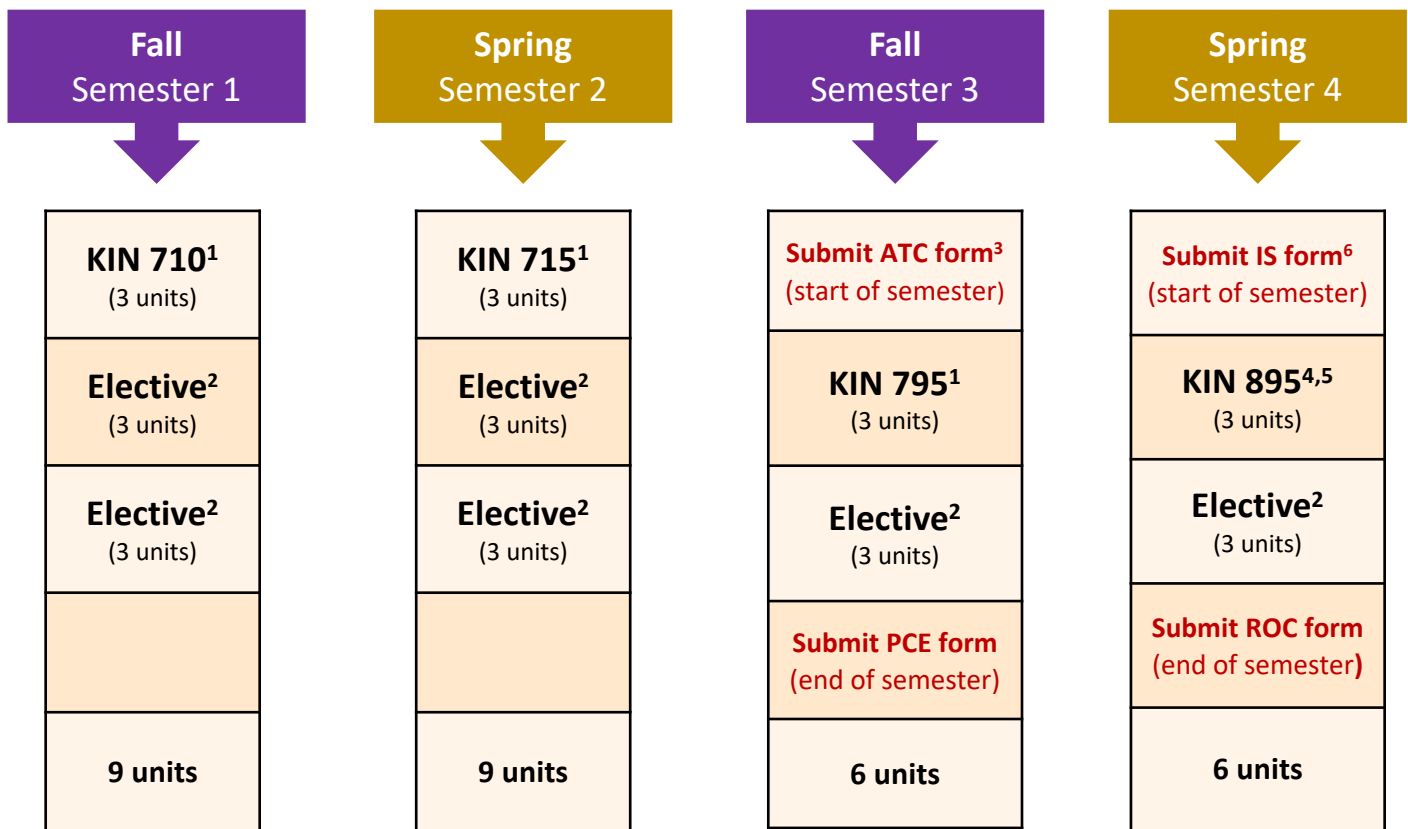 Fall
Semester 1
Spring
Semester 2
Fall
Semester 3
Spring
Semester 4
KIN 710¹
(3 units)
Elective²
(3 units)
Elective²
(3 units)
9 units
KIN 715¹
(3 units)
Elective²
(3 units)
Elective²
(3 units)
9 units
Submit ATC form³
(start of semester)
KIN 795¹
(3 units)
Elective²
(3 units)
Submit PCE form
(end of semester)
6 units
Submit IS form⁶
(start of semester)
KIN 895⁴,⁵
(3 units)
Elective²
(3 units)
Submit ROC form
(end of semester)
6 units